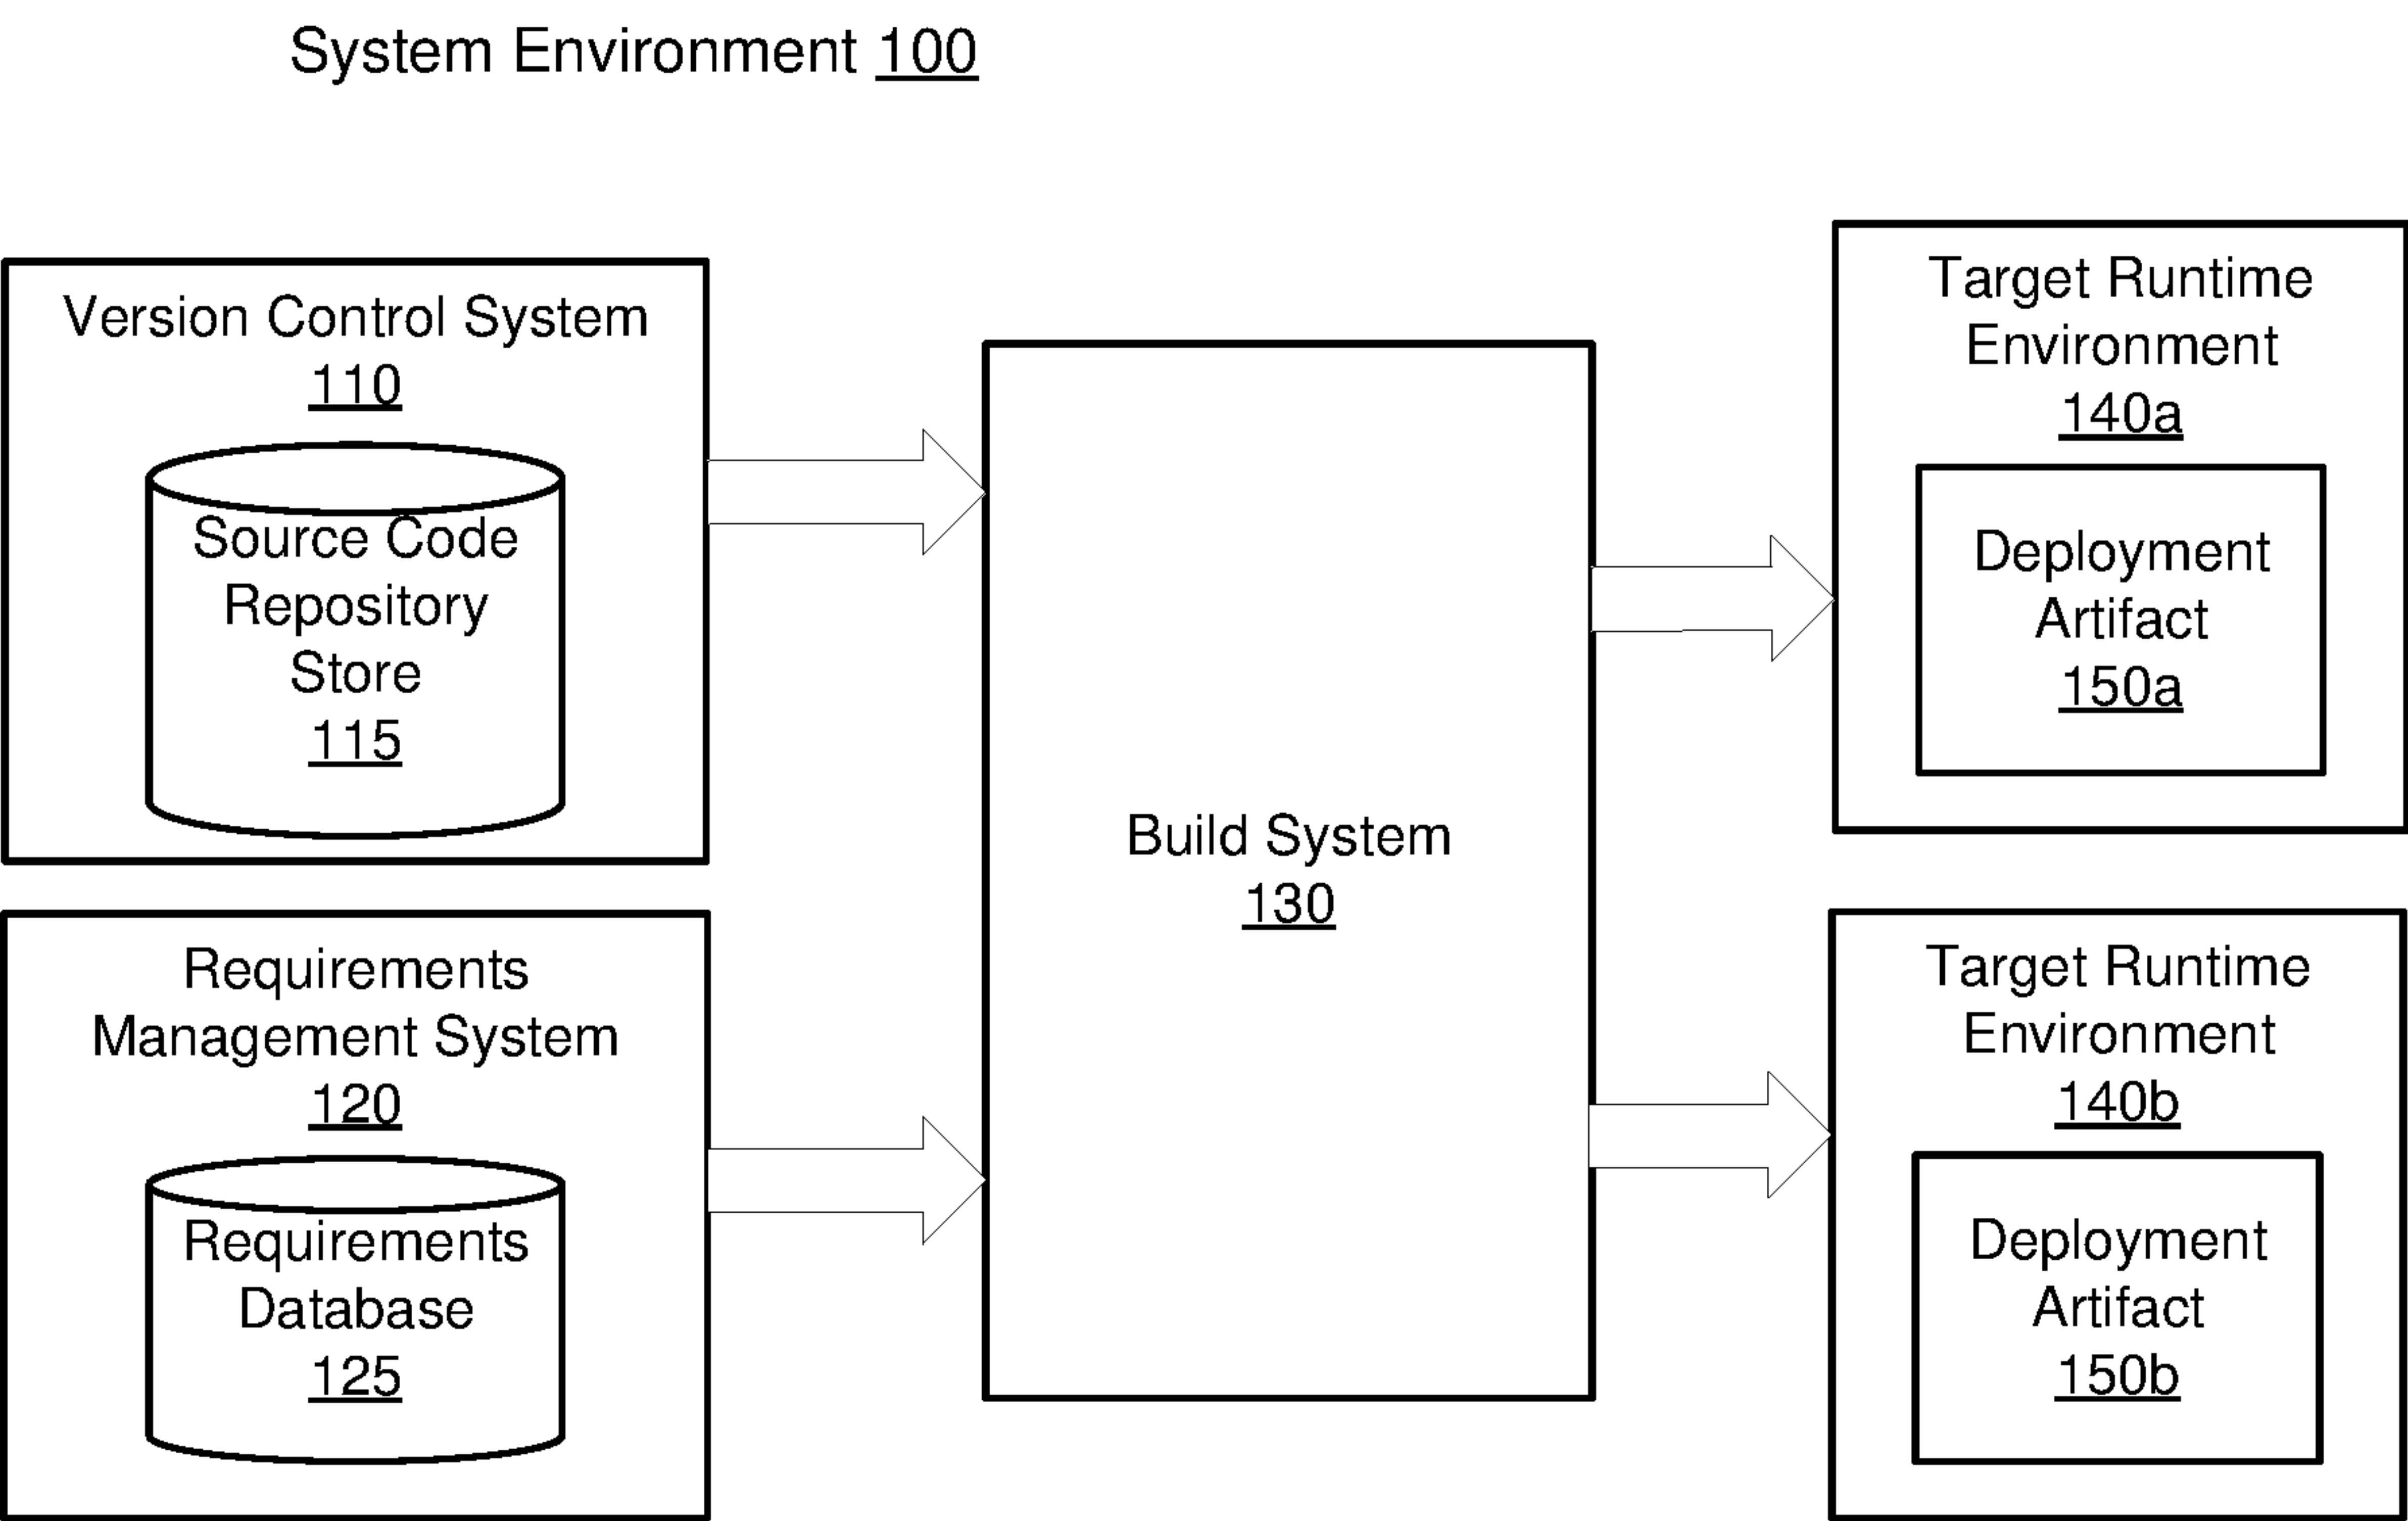 System Environment 100
Version Control System
110
Source Code
Repository
Store
115
Requirements
Management System
120
Requirements
Database
125
Build System
130
Target Runtime
Environment
140a
Deployment
Artifact
150a
Target Runtime
Environment
140b
Deployment
Artifact
150b